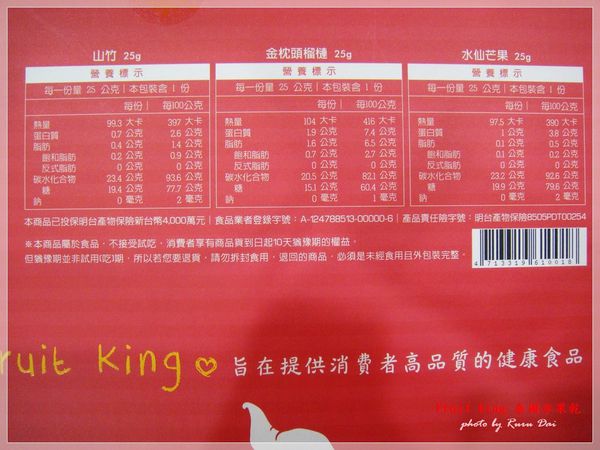 山竹 25g
營養標示
每一份量 25 公克 本包裝含 1 份
每份 每100公克
熱量 99.3 大卡 397 大卡
蛋白質 0.7 公克 2.6 公克
脂肪 0.4 公克 1.4 公克
飽和脂肪 0.2 公克 0.9 公克
反式脂肪 0 公克 0 公克
碳水化合物 23.4 公克 93.6 公克
糖 19.4 公克 77.7 公克
鈉 0 毫克 2 毫克
金枕頭榴槤 25g
營養標示
每一份量 25 公克 本包裝含 1 份
每份 每100公克
熱量 104 大卡 416 大卡
蛋白質 1.9 公克 7.4 公克
脂肪 1.6 公克 6.5 公克
飽和脂肪 0.7 公克 2.7 公克
反式脂肪 0 公克 0 公克
碳水化合物 20.5 公克 82.1 公克
糖 15.1 公克 60.4 公克
鈉 0 毫克 1 毫克
水仙芒果 25g
營養標示
每一份量 25 公克 本包裝含 1 份
每份 每100公克
熱量 97.5 大卡 390 大卡
蛋白質 1 公克 3.8 公克
脂肪 0 公克 0 公克
飽和脂肪 0 公克 0 公克
反式脂肪 0 公克 0 公克
碳水化合物 23.2 公克 92.6 公克
糖 19.9 公克 79.6 公克
鈉 0 毫克 2 毫克
本商品已投保明台產物保險新台幣4,000萬元 | 食品業者登錄字號：A-124788513-00000-6 | 產品責任險字號：明台產物保險8505PDT00254
※本商品屬於食品，不接受試吃，消費者享有商品貨到日起10天猶豫期的權益。
但猶豫期並非試用(吃)期，所以若您要退貨，請勿拆封食用，退回的商品，必須是未經食用且外包裝完整。
4 713319 610018
ruit King 旨在提供消費者高品質的健康食品
Fruit King 泰國水果乾
photo by Ruru Dai